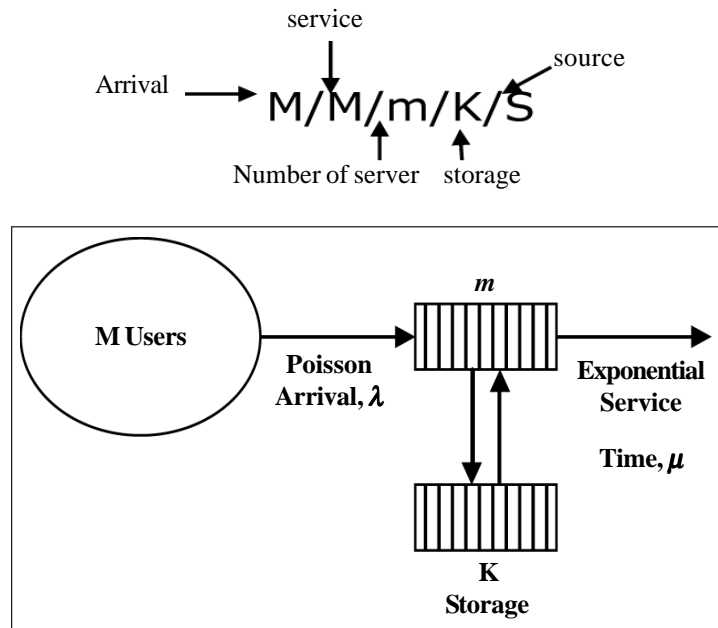 service
source
Arrival
M/M/m/K/S
Number of server
storage
m
M Users
Poisson
Arrival, λ
Exponential
Service
Time, μ
K
Storage